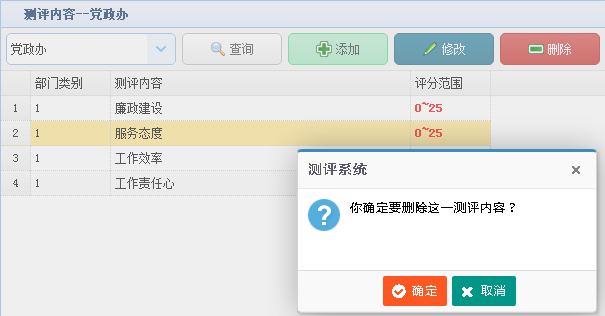 测评内容--党政办
党政办 查询 添加 修改 删除
部门类别 测评内容 评分范围
1 1 廉政建设 0~25
2 1 服务态度 0~25
3 1 工作效率
4 1 工作责任心
测评系统 ×
? 你确定要删除这一测评内容？
确定 取消